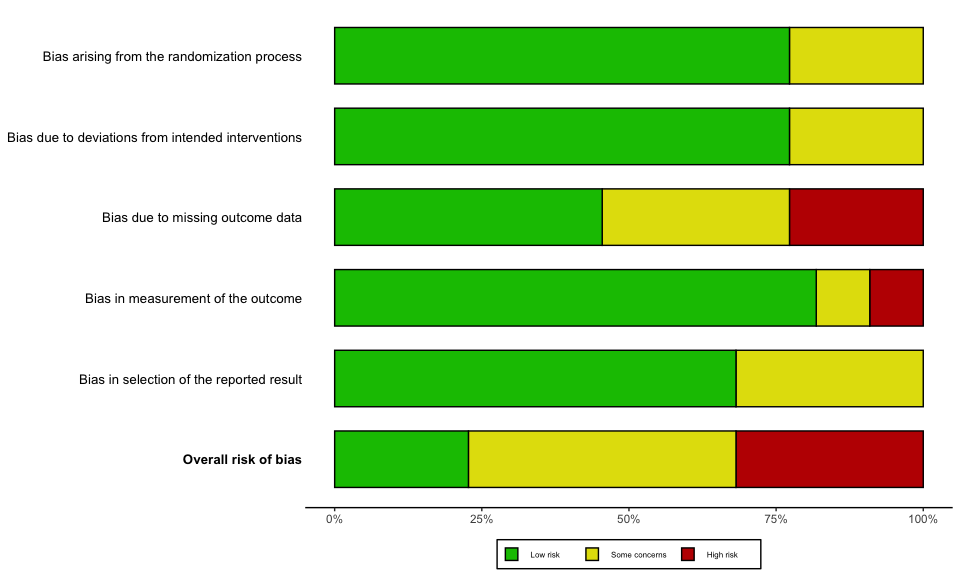 Bias arising from the randomization process
Bias due to deviations from intended interventions
Bias due to missing outcome data
Bias in measurement of the outcome
Bias in selection of the reported result
Overall risk of bias
0% 25% 50% 75% 100%
Low risk Some concerns High risk